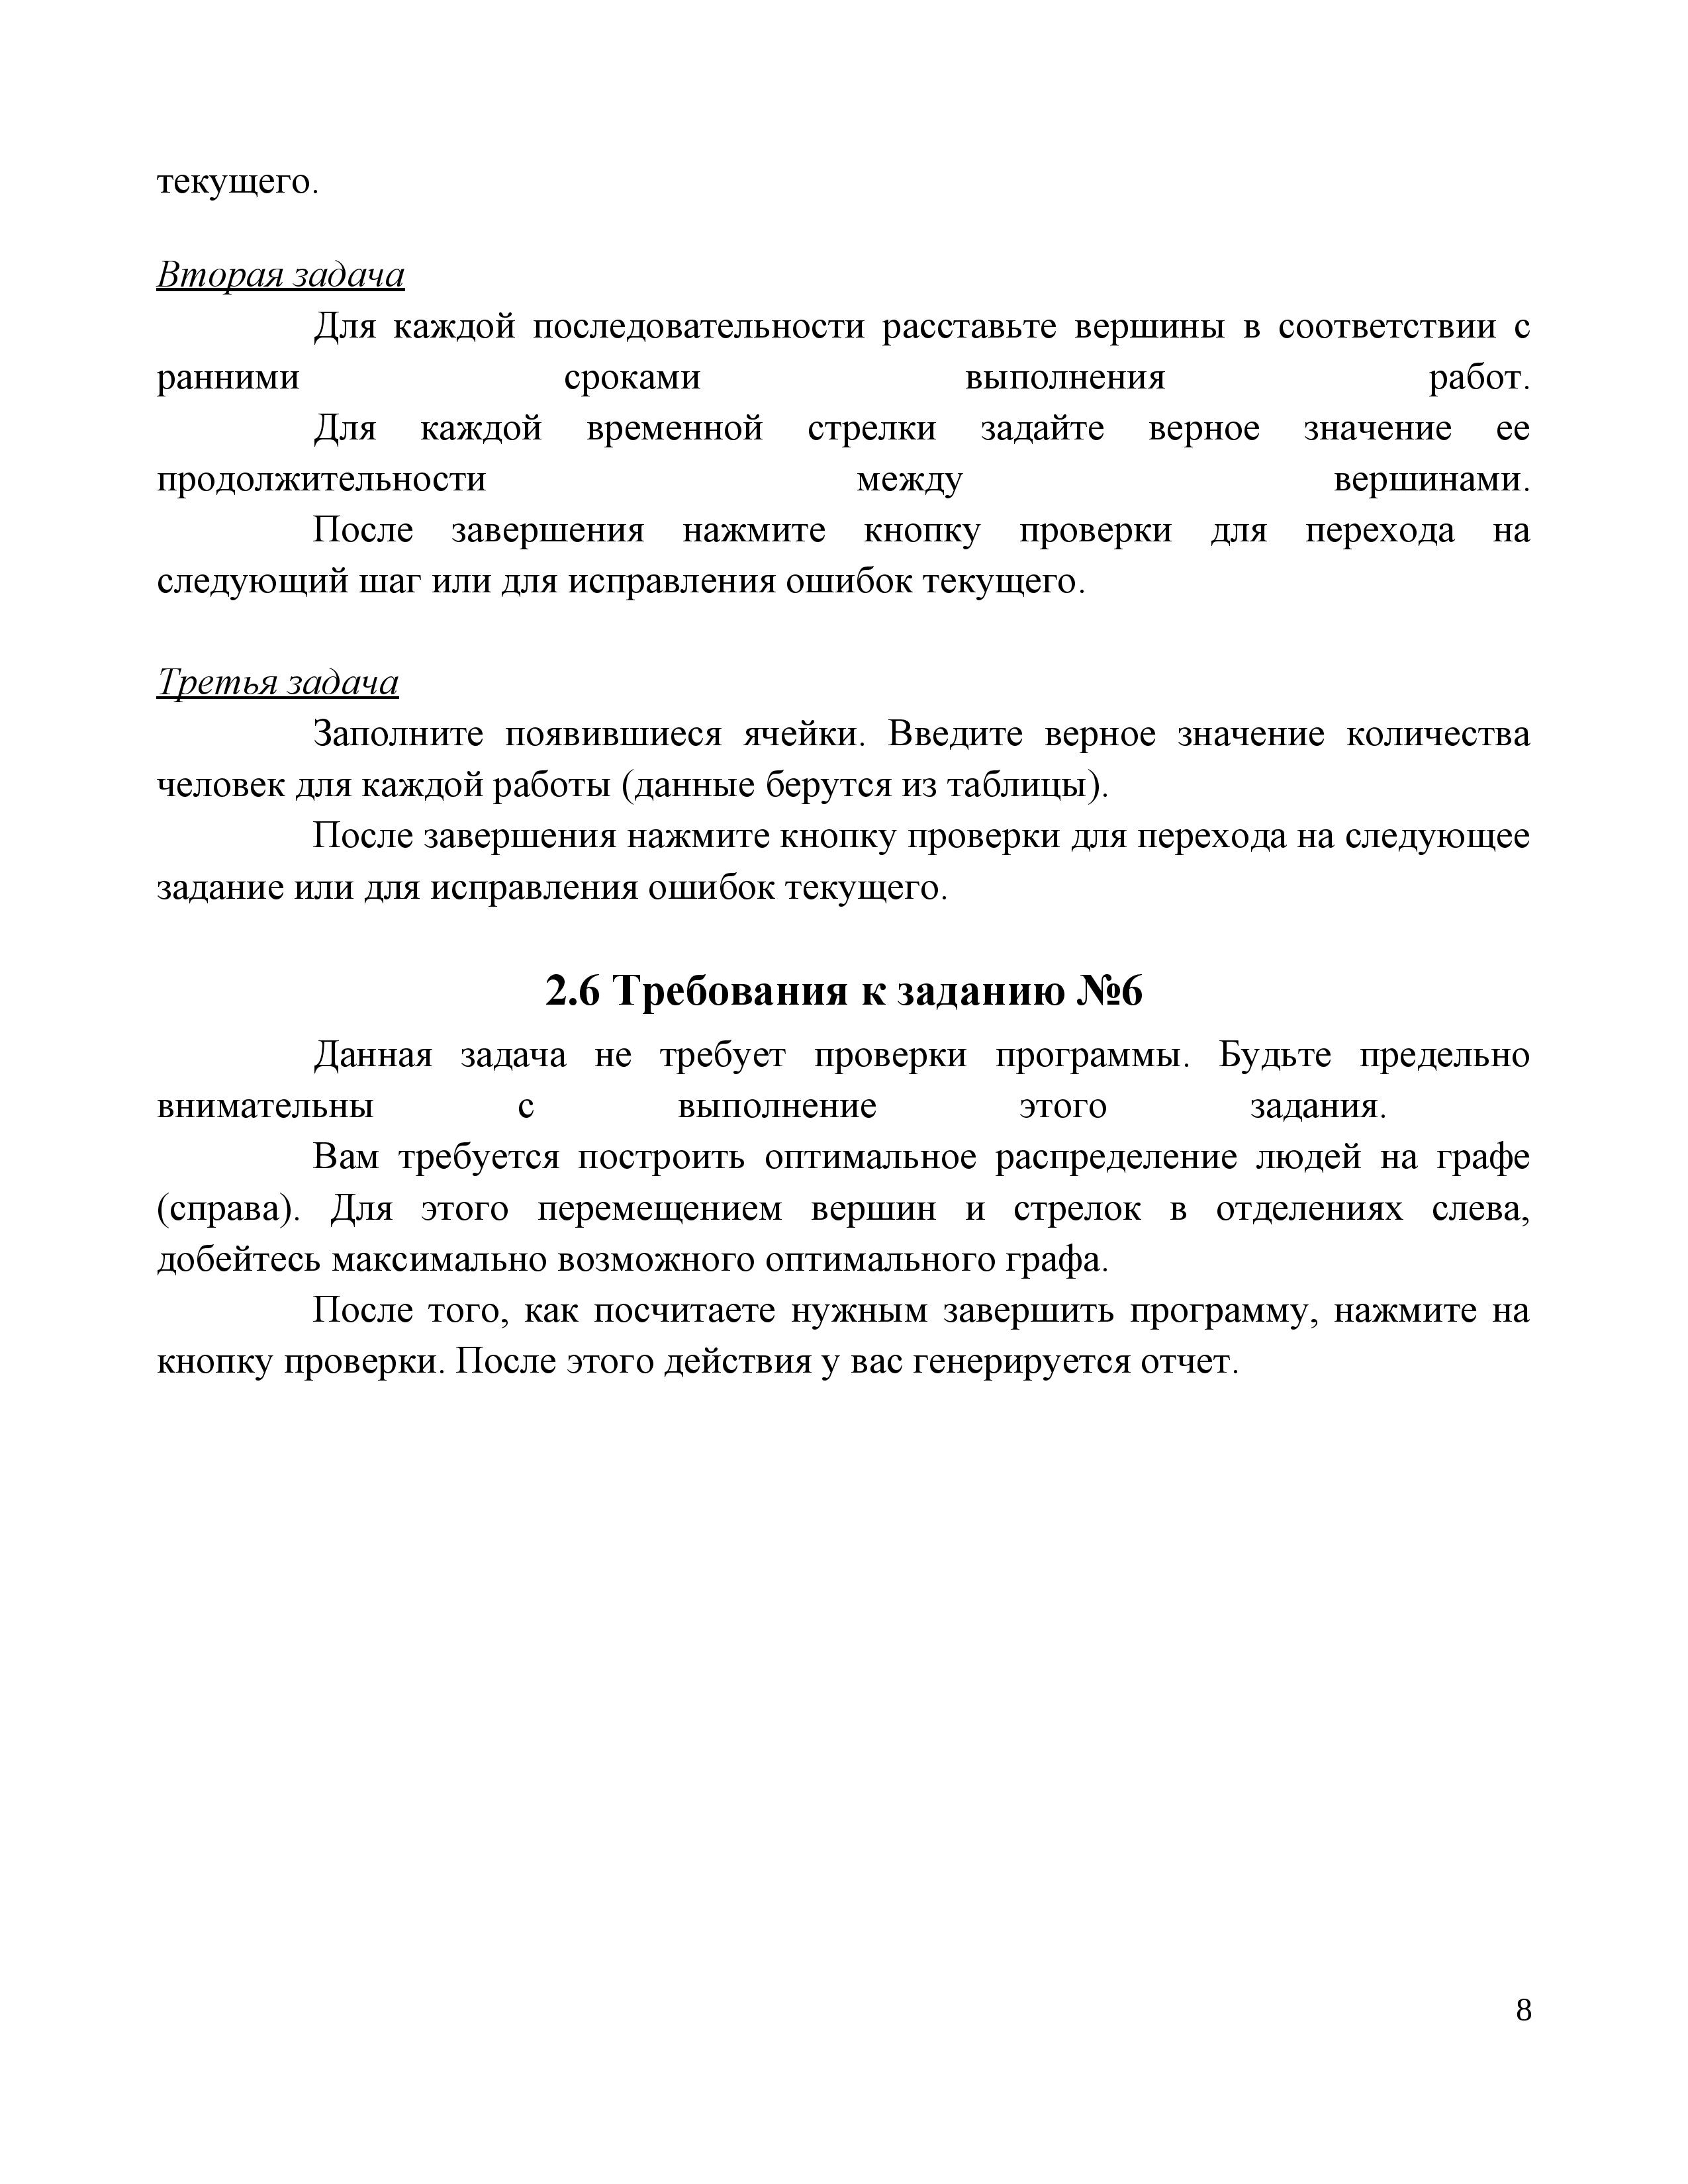 текущего.
Вторая задача
Для каждой последовательности расставьте вершины в соответствии с
ранними сроками выполнения работ.
Для каждой временной стрелки задайте верное значение ее
продолжительности между вершинами.
После завершения нажмите кнопку проверки для перехода на
следующий шаг или для исправления ошибок текущего.
Третья задача
Заполните появившиеся ячейки. Введите верное значение количества
человек для каждой работы (данные берутся из таблицы).
После завершения нажмите кнопку проверки для перехода на следующее
задание или для исправления ошибок текущего.
2.6 Требования к заданию №6
Данная задача не требует проверки программы. Будьте предельно
внимательны с выполнение этого задания.
Вам требуется построить оптимальное распределение людей на графе
(справа). Для этого перемещением вершин и стрелок в отделениях слева,
добейтесь максимально возможного оптимального графа.
После того, как посчитаете нужным завершить программу, нажмите на
кнопку проверки. После этого действия у вас генерируется отчет.
8